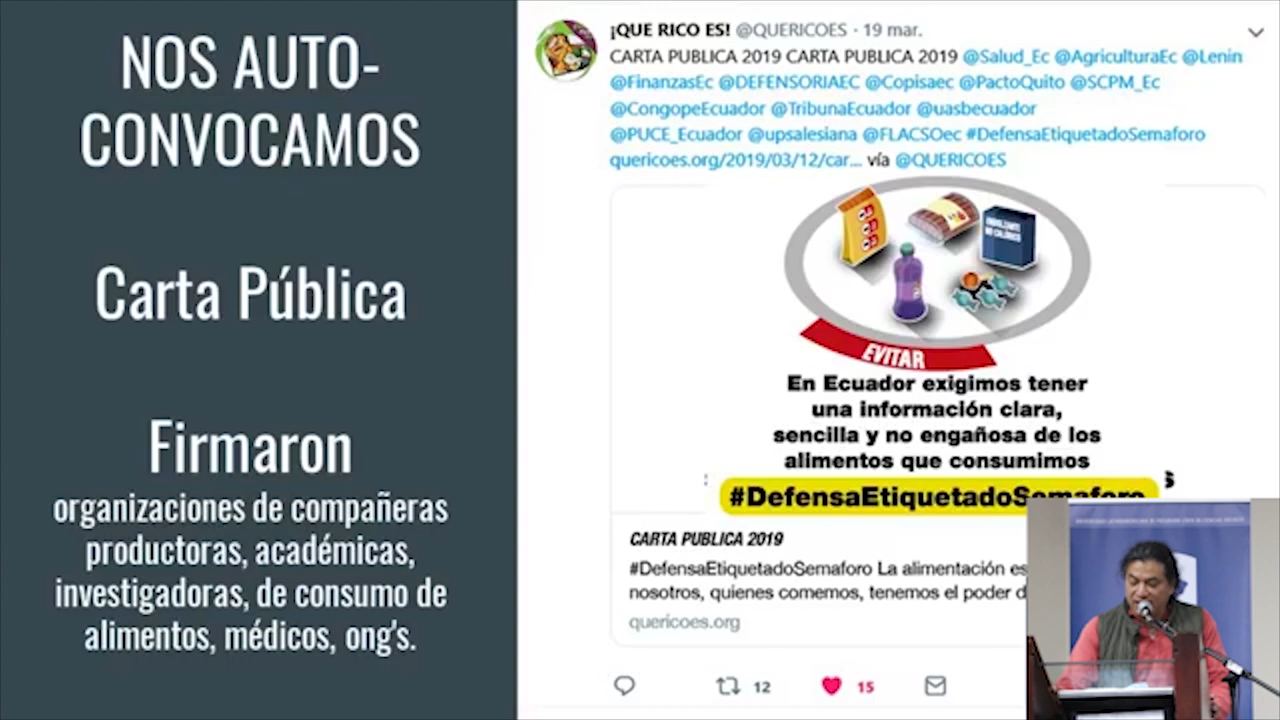 NOS AUTO-
CONVOCAMOS
Carta Pública
Firmaron
organizaciones de compañeras
productoras, académicas,
investigadoras, de consumo de
alimentos, médicos, ong's.
¡QUE RICO ES! @QUERICOES · 19 mar.
CARTA PUBLICA 2019 CARTA PUBLICA 2019 @Salud_Ec @AgriculturaEc @Lenin
@FinanzasEc @DEFENSORIAEC @Copisaec @PactoQuito @SCPM_Ec
@CongopeEcuador @TribunaEcuador @uasbecuador
@PUCE_Ecuador @upsalesiana @FLACSOec #DefensaEtiquetadoSemaforo
quericoes.org/2019/03/12/car... vía @QUERICOES
EVITAR
En Ecuador exigimos tener
una información clara,
sencilla y no engañosa de los
alimentos que consumimos
#DefensaEtiquetadoSemaforo
CARTA PUBLICA 2019
#DefensaEtiquetadoSemaforo La alimentación es
nosotros, quienes comemos, tenemos el poder d
quericoes.org
12
15